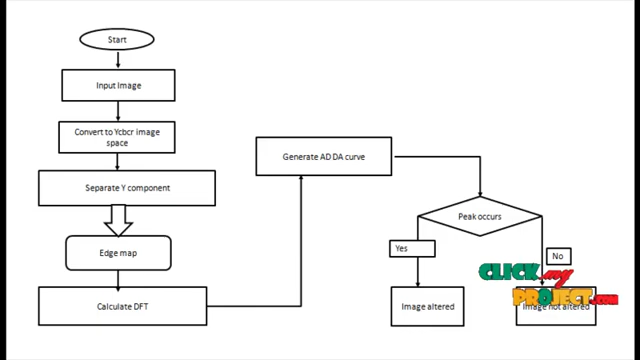 Start
Input Image
Convert to Ycbcr image
space
Separate Y component
Edge map
Calculate DFT
Generate AD DA curve
Peak occurs
Yes
No
Image altered
Image not altered
CLICK my
PROJECT.com